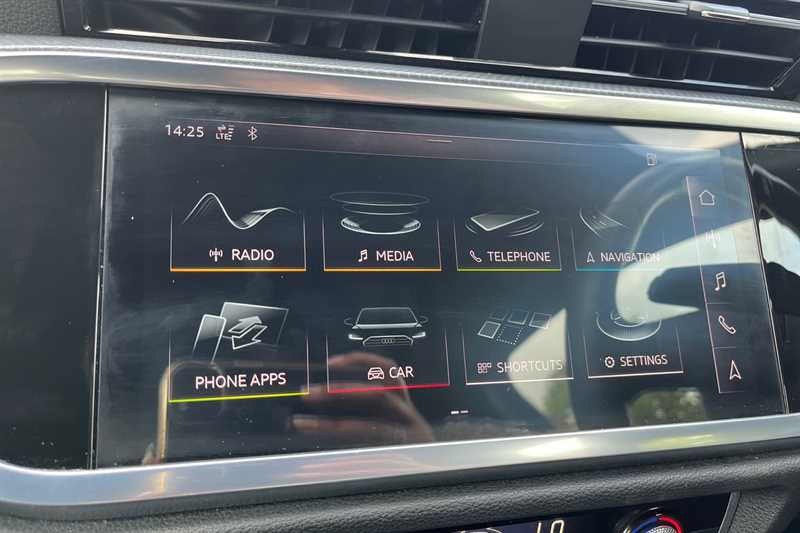 14:25 LTE
RADIO
MEDIA
TELEPHONE
NAVIGATION
PHONE APPS
CAR
SHORTCUTS
SETTINGS